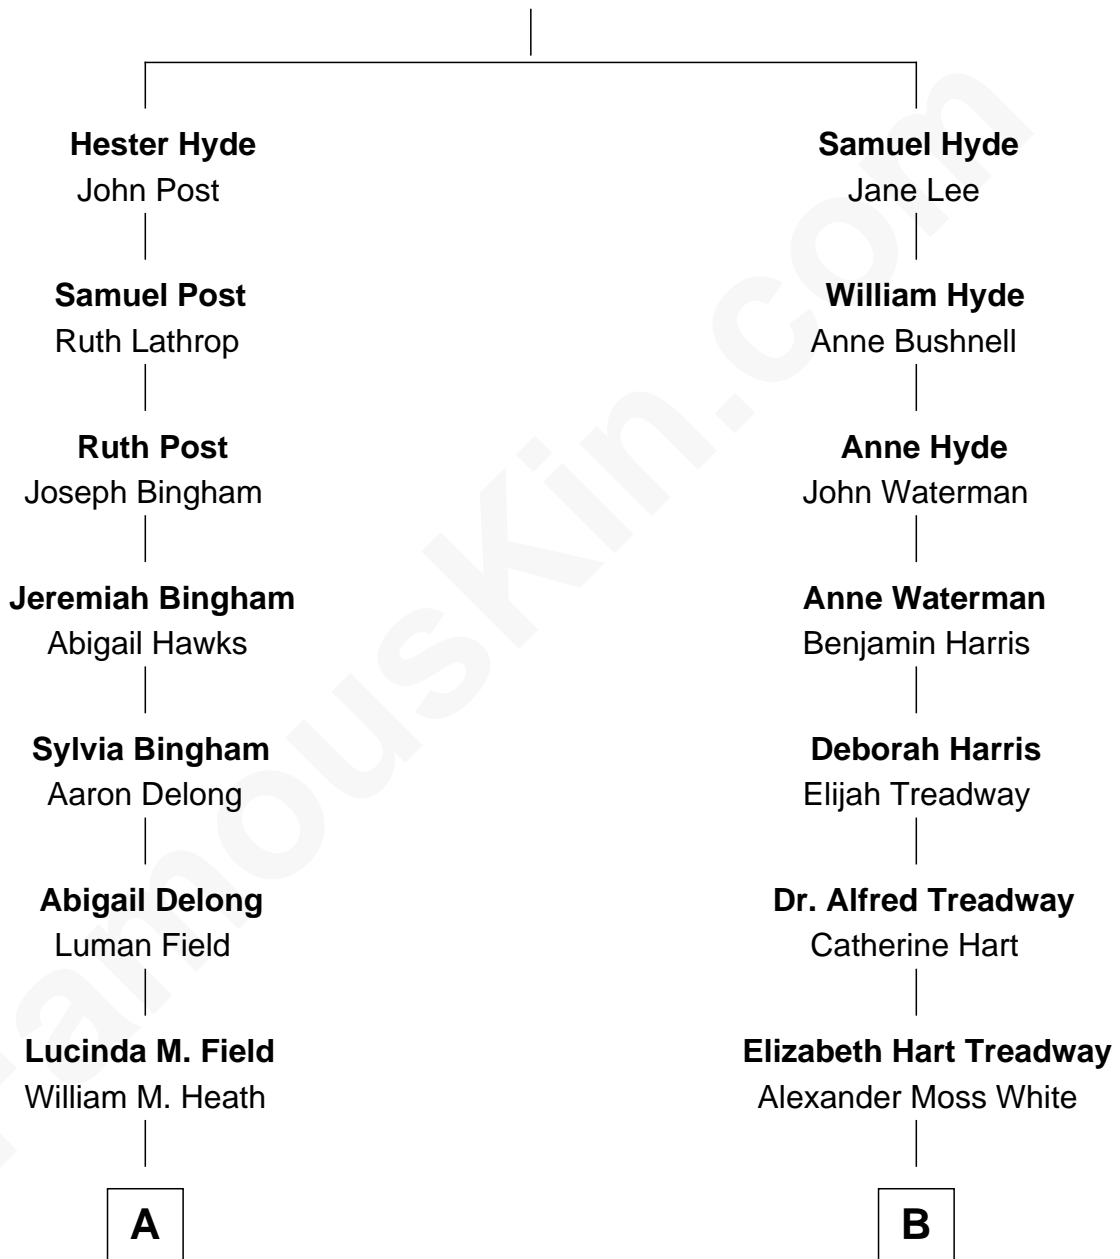 Hester Hyde
John Post
Samuel Post
Ruth Lathrop
Ruth Post
Joseph Bingham
Jeremiah Bingham
Abigail Hawks
Sylvia Bingham
Aaron Delong
Abigail Delong
Luman Field
Lucinda M. Field
William M. Heath
A
Samuel Hyde
Jane Lee
William Hyde
Anne Bushnell
Anne Hyde
John Waterman
Anne Waterman
Benjamin Harris
Deborah Harris
Elijah Treadway
Dr. Alfred Treadway
Catherine Hart
Elizabeth Hart Treadway
Alexander Moss White
B
FamousKin.com